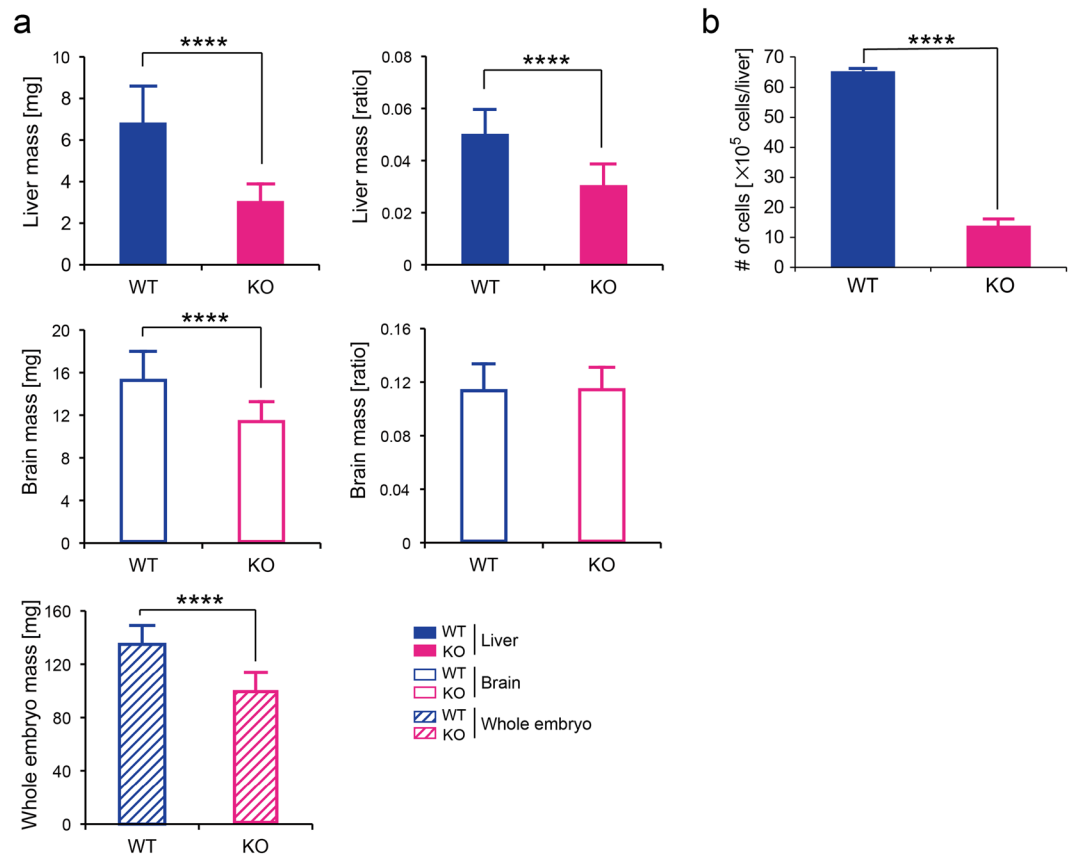 a
b
****
Liver mass [mg]
10
8
6
4
2
0
WT
KO
****
Liver mass [ratio]
0.08
0.06
0.04
0.02
0
WT
KO
****
# of cells [×10⁵ cells/liver]
70
60
50
40
30
20
10
0
WT
KO
****
Brain mass [mg]
20
16
12
8
4
0
WT
KO
Brain mass [ratio]
0.16
0.12
0.08
0.04
0
WT
KO
****
Whole embryo mass [mg]
160
120
80
40
0
WT
KO
WT
KO
Liver
WT
KO
Brain
WT
KO
Whole embryo